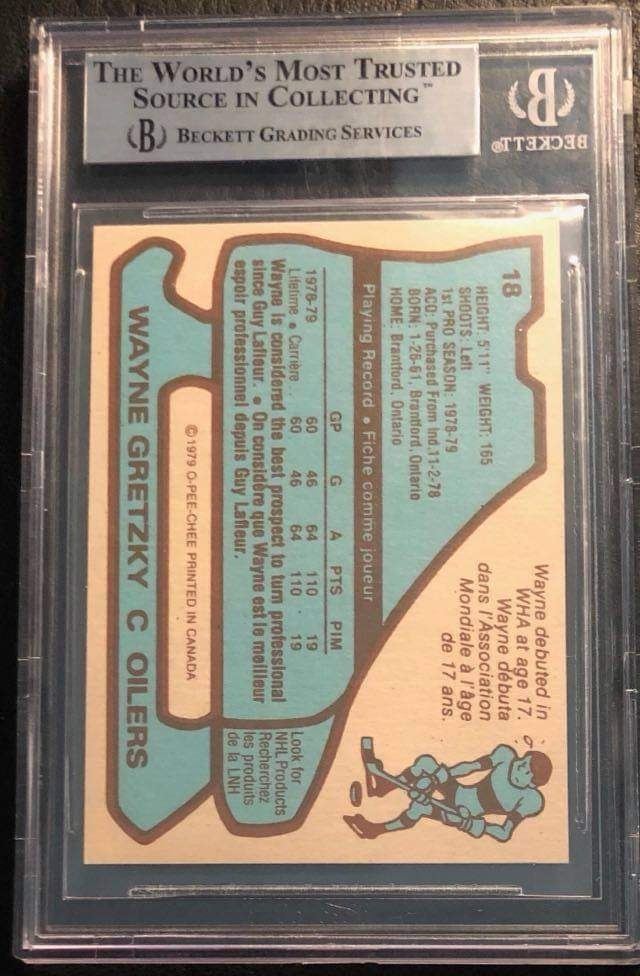 THE WORLD'S MOST TRUSTED
SOURCE IN COLLECTING™
B BECKETT GRADING SERVICES
B
BECKETT®
18
HEIGHT: 5'11" WEIGHT: 165
SHOOTS: Left
1st PRO SEASON: 1978-79
ACQ: Purchased From Ind. 11-2-78
BORN: 1-26-61, Brantford, Ontario
HOME: Brantford, Ontario
Playing Record • Fiche comme joueur
GP G A PTS PIM
1978-79 60 46 64 110 19
Lifetime • Carrière.. 60 46 64 110 19
Wayne is considered the best prospect to turn professional
since Guy Lafleur. • On considère que Wayne est le meilleur
espoir professionnel depuis Guy Lafleur.
Wayne debuted in
WHA at age 17.
Wayne débuta
dans l'Association
Mondiale à l'âge
de 17 ans.
Look for
NHL Products
Recherchez
les produits
de la LNH
© 1979 O-PEE-CHEE PRINTED IN CANADA
WAYNE GRETZKY C OILERS